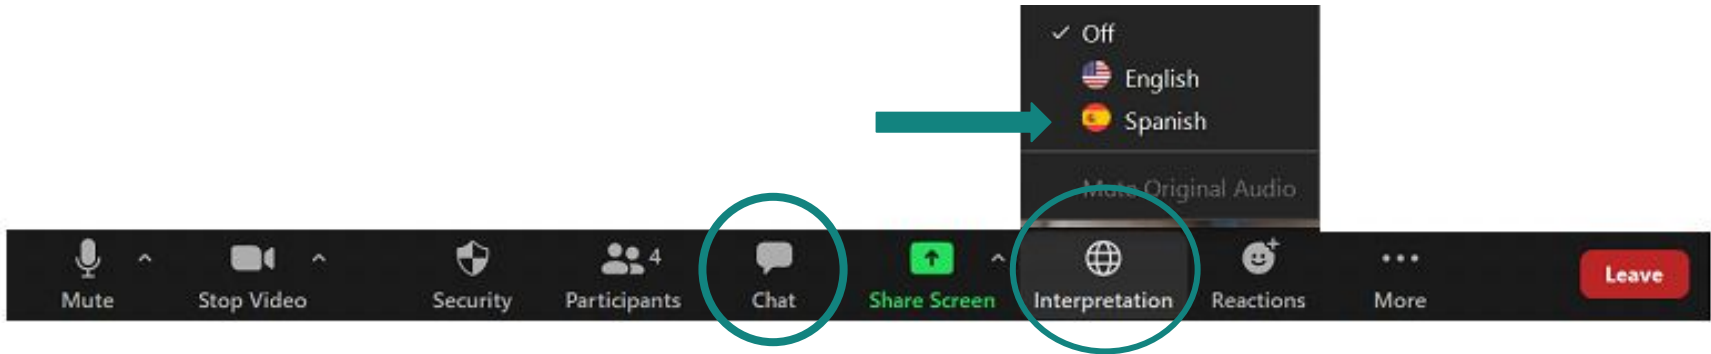 ✓ Off
English
Spanish
Mute Original Audio
4
Mute
Stop Video
Security
Participants
Chat
Share Screen
Interpretation
Reactions
More
Leave